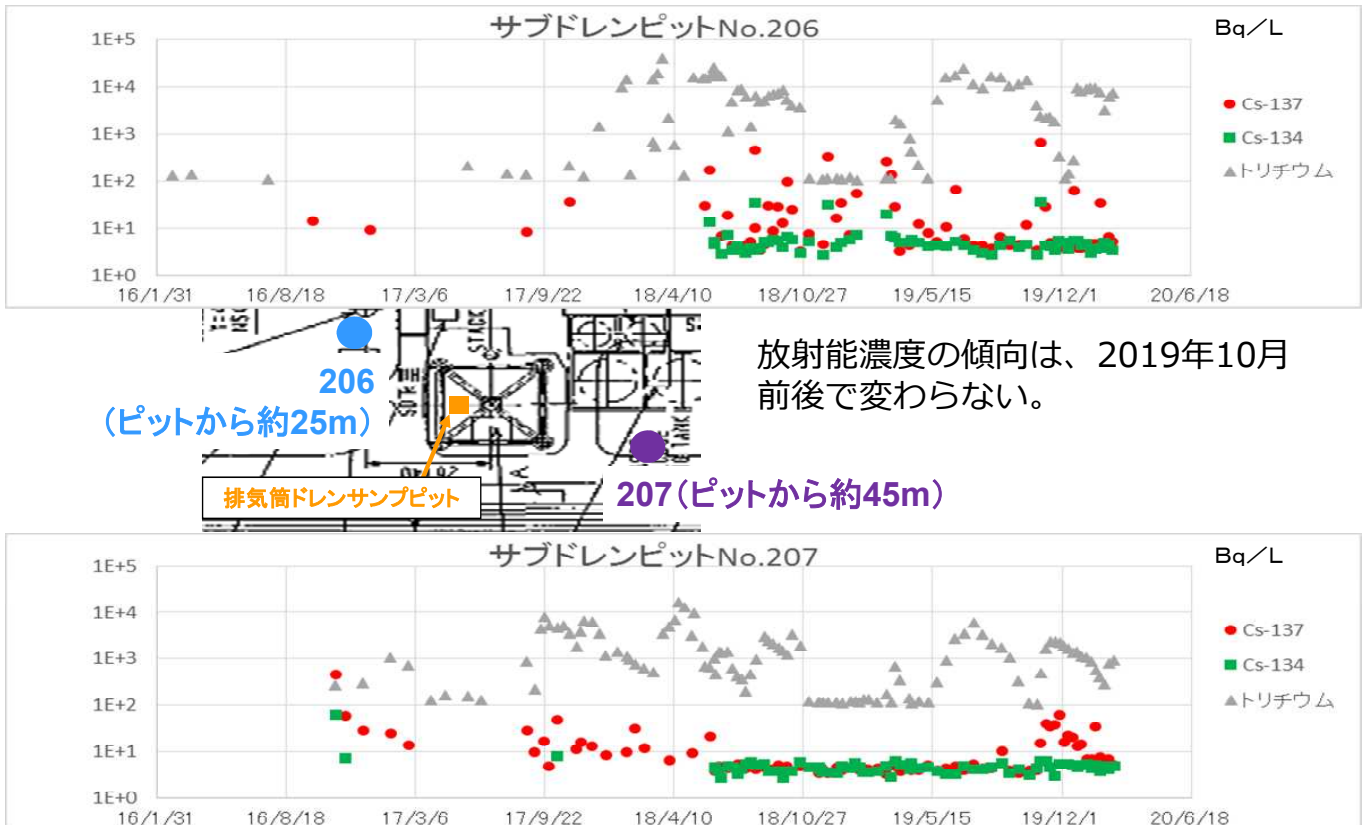 サブドレンピットNo.206
Bq／L
1E+5
1E+4
1E+3
1E+2
1E+1
1E+0
Cs-137
Cs-134
トリチウム
16/1/31 16/8/18 17/3/6 17/9/22 18/4/10 18/10/27 19/5/15 19/12/1 20/6/18
STACK
206
（ピットから約25m）
排気筒ドレンサンプピット
207（ピットから約45m）
TANK
A
放射能濃度の傾向は、2019年10月
前後で変わらない。
サブドレンピットNo.207
Bq／L
1E+5
1E+4
1E+3
1E+2
1E+1
1E+0
Cs-137
Cs-134
トリチウム
16/1/31 16/8/18 17/3/6 17/9/22 18/4/10 18/10/27 19/5/15 19/12/1 20/6/18